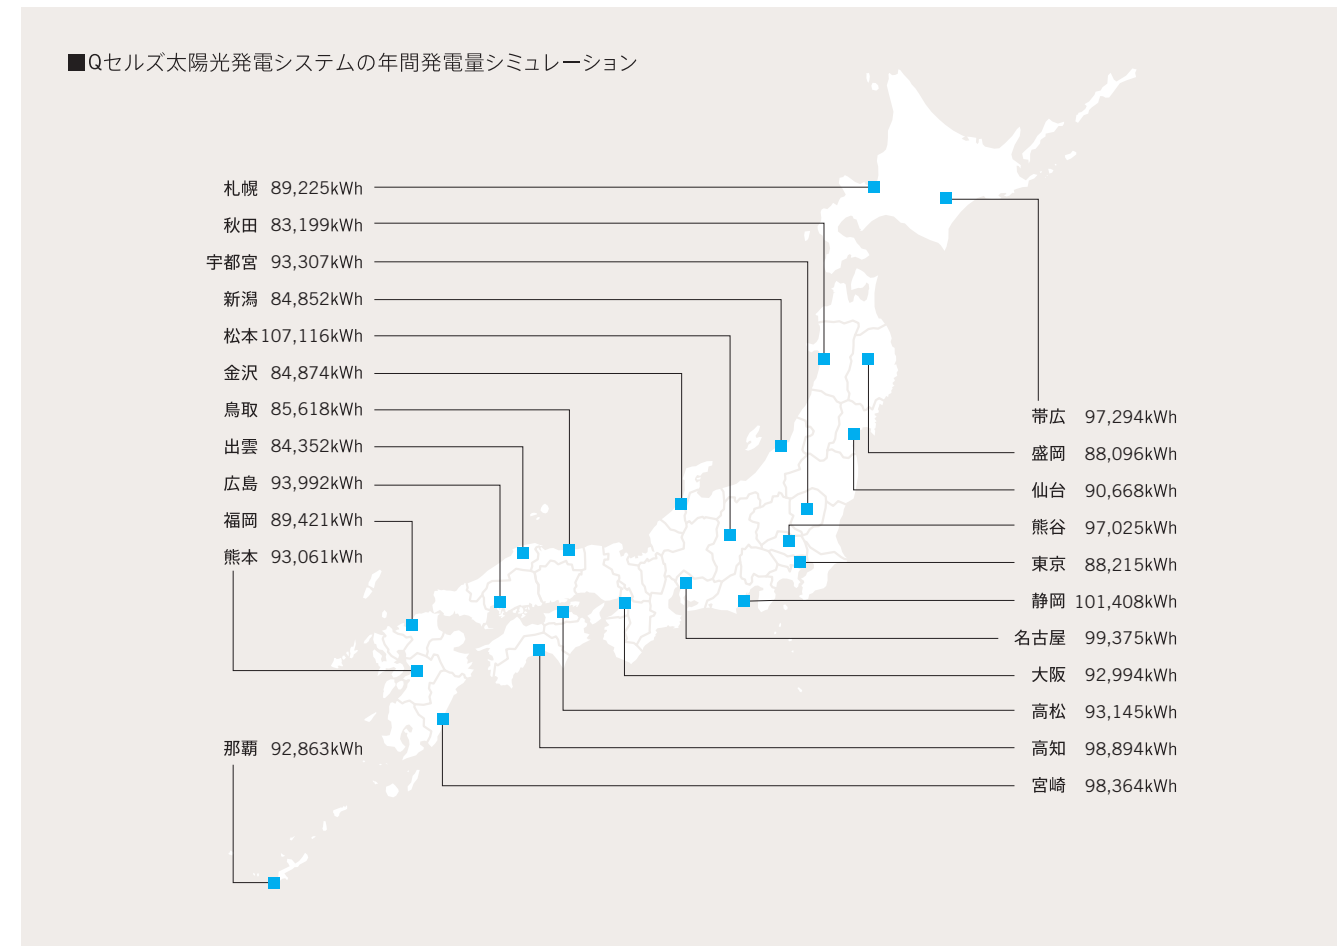 ■Qセルズ太陽光発電システムの年間発電量シミュレーション
札幌 89,225kWh
秋田 83,199kWh
宇都宮 93,307kWh
新潟 84,852kWh
松本 107,116kWh
金沢 84,874kWh
鳥取 85,618kWh
出雲 84,352kWh
広島 93,992kWh
福岡 89,421kWh
熊本 93,061kWh
那覇 92,863kWh
帯広 97,294kWh
盛岡 88,096kWh
仙台 90,668kWh
熊谷 97,025kWh
東京 88,215kWh
静岡 101,408kWh
名古屋 99,375kWh
大阪 92,994kWh
高松 93,145kWh
高知 98,894kWh
宮崎 98,364kWh